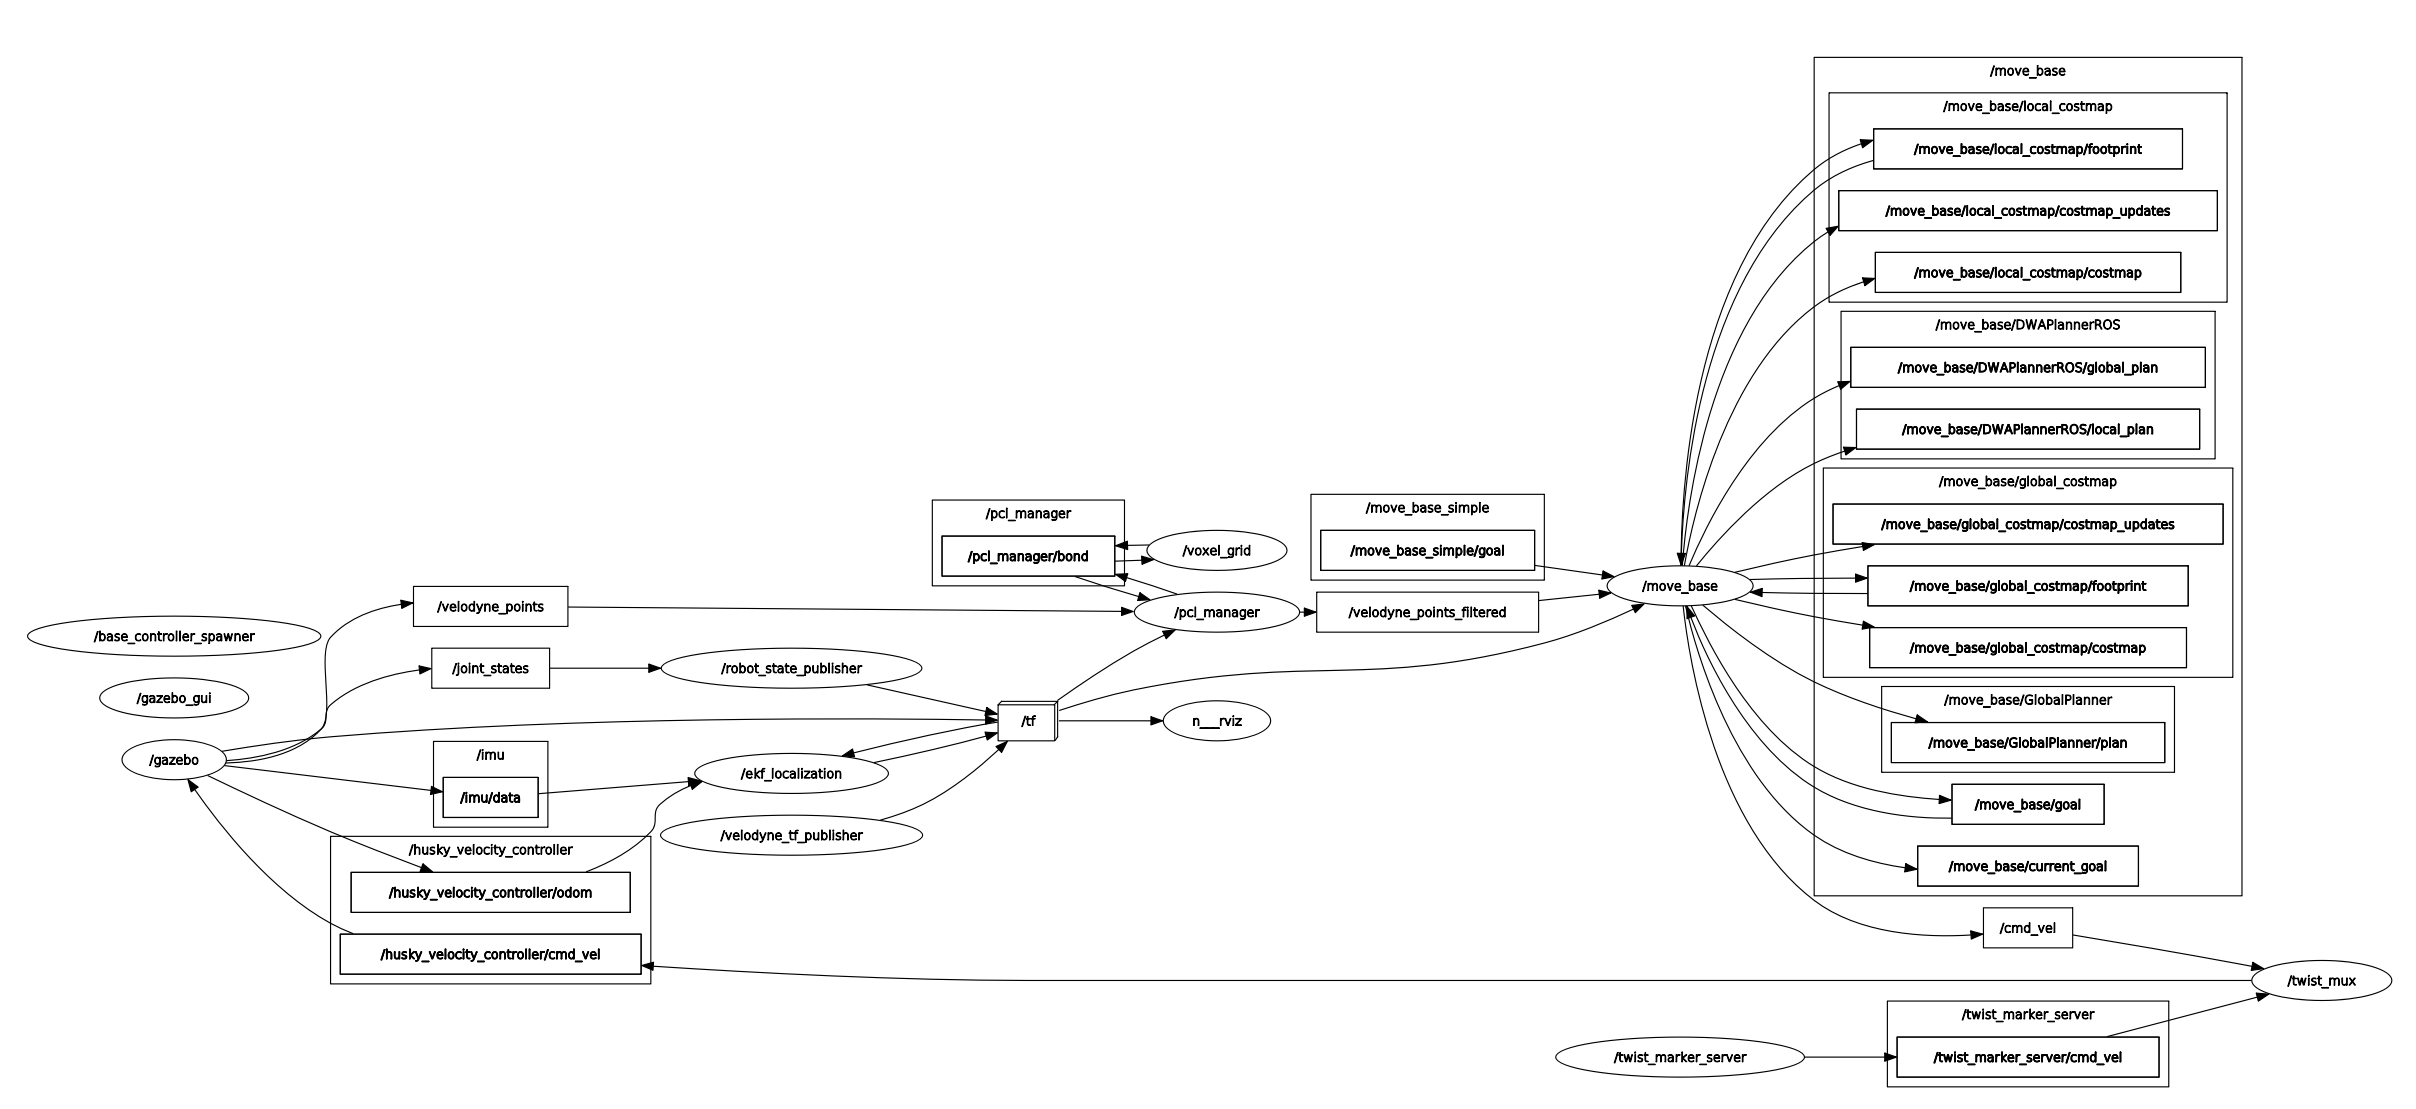 /move_base
/move_base/local_costmap
/move_base/local_costmap/footprint
/move_base/local_costmap/costmap_updates
/move_base/local_costmap/costmap
/move_base/DWAPlannerROS
/move_base/DWAPlannerROS/global_plan
/move_base/DWAPlannerROS/local_plan
/move_base/global_costmap
/move_base/global_costmap/costmap_updates
/move_base/global_costmap/footprint
/move_base/global_costmap/costmap
/move_base/GlobalPlanner
/move_base/GlobalPlanner/plan
/move_base/goal
/move_base/current_goal
/pcl_manager
/pcl_manager/bond
/voxel_grid
/pcl_manager
/move_base_simple
/move_base_simple/goal
/velodyne_points_filtered
/move_base
/velodyne_points
/base_controller_spawner
/joint_states
/robot_state_publisher
/gazebo_gui
/tf
n___rviz
/gazebo
/imu
/imu/data
/ekf_localization
/velodyne_tf_publisher
/husky_velocity_controller
/husky_velocity_controller/odom
/husky_velocity_controller/cmd_vel
/cmd_vel
/twist_mux
/twist_marker_server
/twist_marker_server
/twist_marker_server/cmd_vel